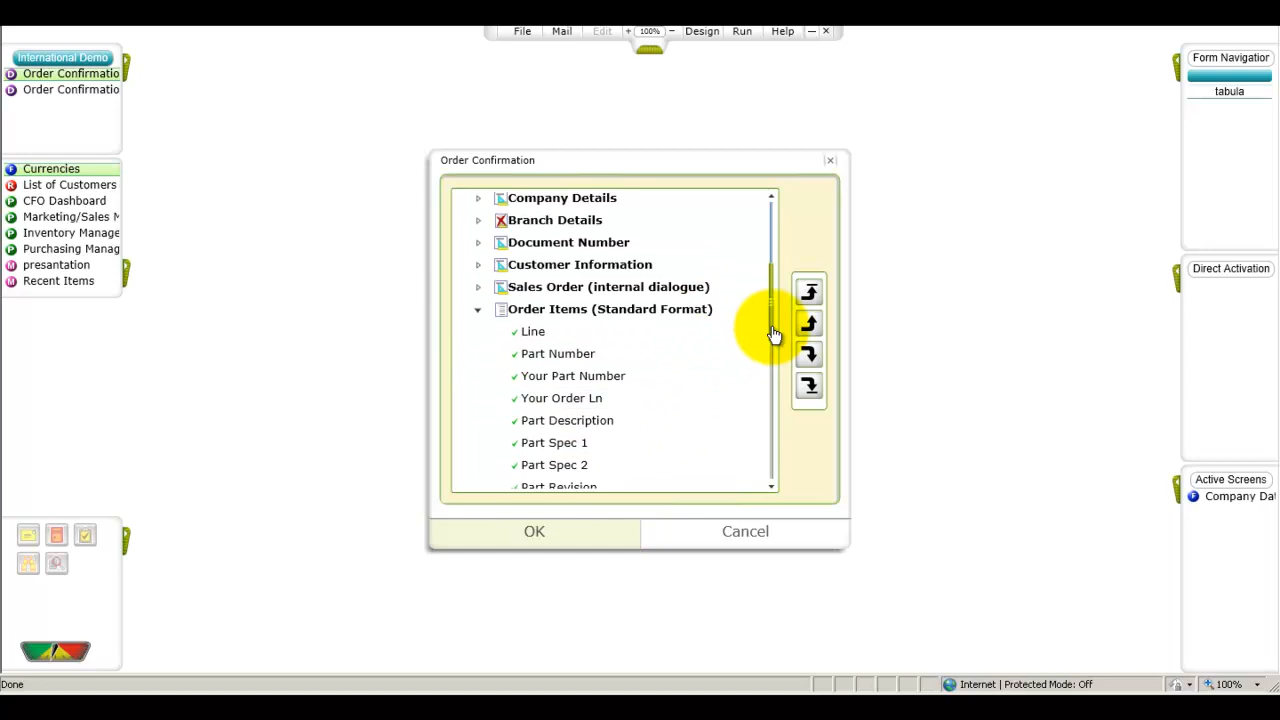 File Mail Edit + 100% − Design Run Help
International Demo
Order Confirmatio
Order Confirmatio
Currencies
List of Customers
CFO Dashboard
Marketing/Sales M
Inventory Manage
Purchasing Manag
presantation
Recent Items
Form Navigation
tabula
Direct Activation
Active Screens
Company Dat
Order Confirmation
Company Details
Branch Details
Document Number
Customer Information
Sales Order (internal dialogue)
Order Items (Standard Format)
Line
Part Number
Your Part Number
Your Order Ln
Part Description
Part Spec 1
Part Spec 2
Part Revision
OK Cancel
Done
Internet | Protected Mode: Off
100%